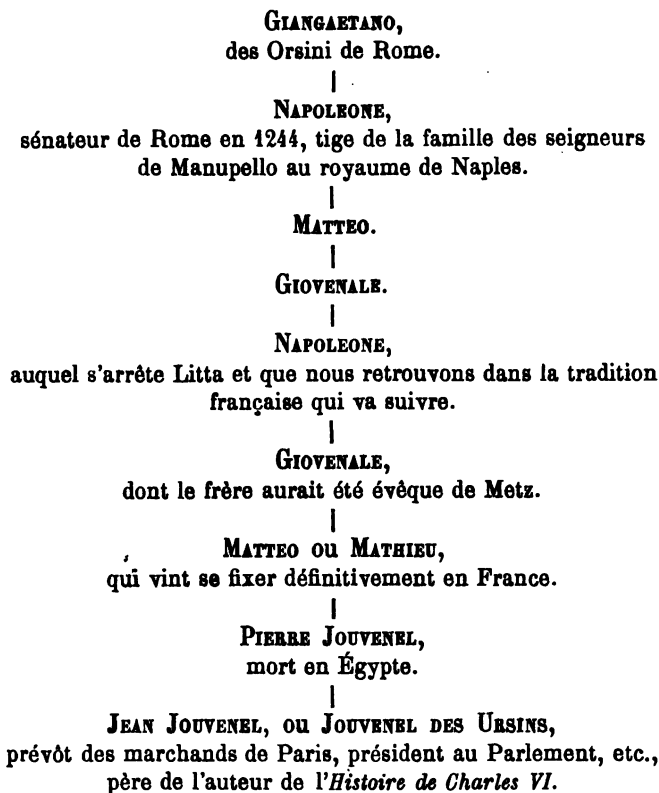 GIANGAETANO,
des Orsini de Rome.
NAPOLEONE,
sénateur de Rome en 1244, tige de la famille des seigneurs
de Manupello au royaume de Naples.
MATTEO.
GIOVENALE.
NAPOLEONE,
auquel s'arrête Litta et que nous retrouvons dans la tradition
française qui va suivre.
GIOVENALE,
dont le frère aurait été évêque de Metz.
MATTEO OU MATHIEU,
qui vint se fixer définitivement en France.
PIERRE JOUVENEL,
mort en Égypte.
JEAN JOUVENEL, OU JOUVENEL DES URSINS,
prévôt des marchands de Paris, président au Parlement, etc.,
père de l'auteur de l'Histoire de Charles VI.